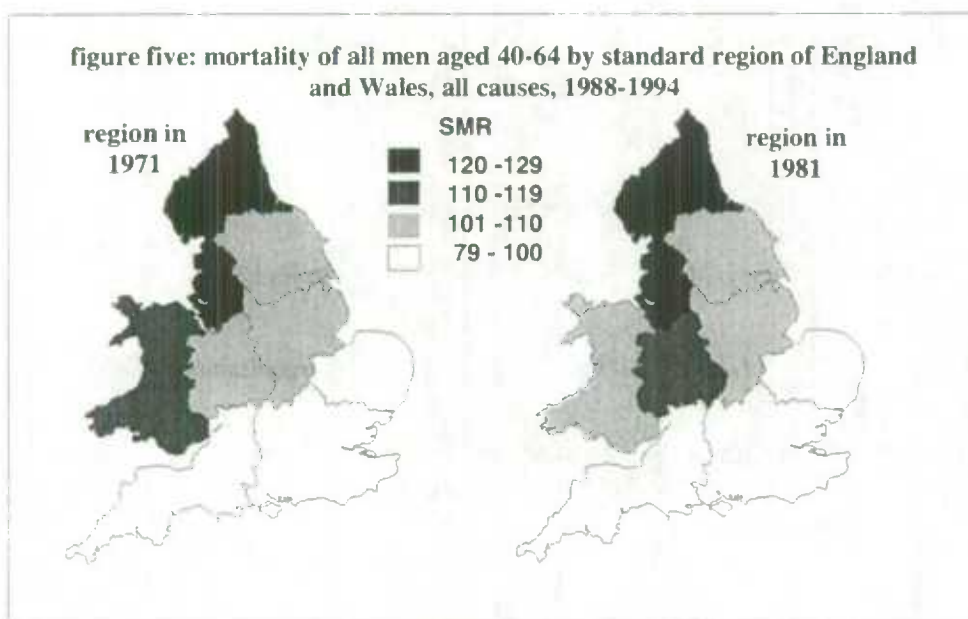 figure five: mortality of all men aged 40-64 by standard region of England
and Wales, all causes, 1988-1994
region in
1971
SMR
120 -129
110 -119
101 -110
79 - 100
region in
1981